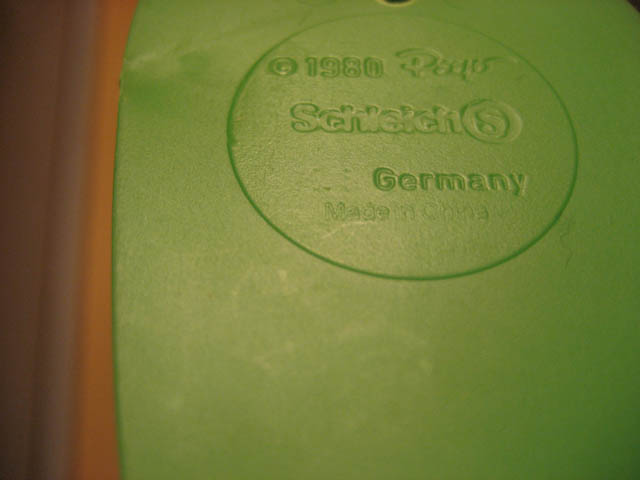 © 1980 Peyo
Schleich S
Germany
Made in China